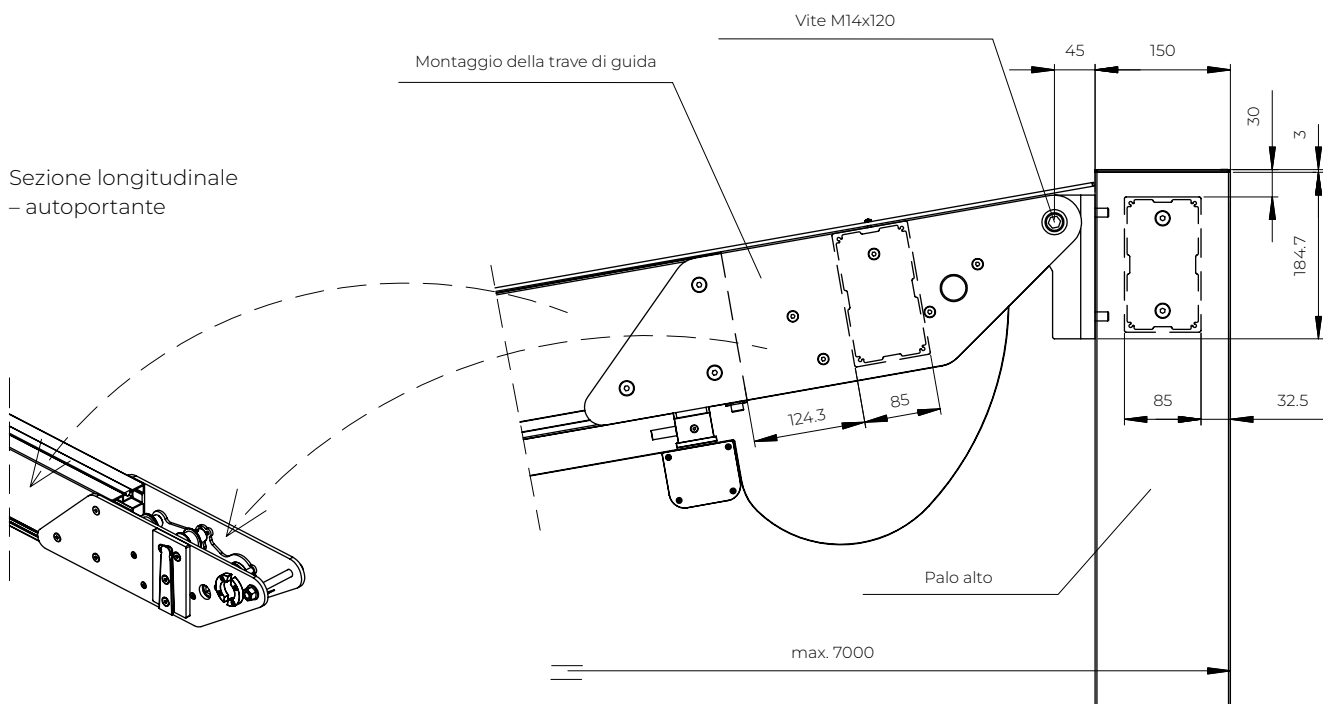 Vite M14x120
45
150
Montaggio della trave di guida
30
3
Sezione longitudinale
– autoportante
184.7
124.3
85
85
32.5
Palo alto
max. 7000